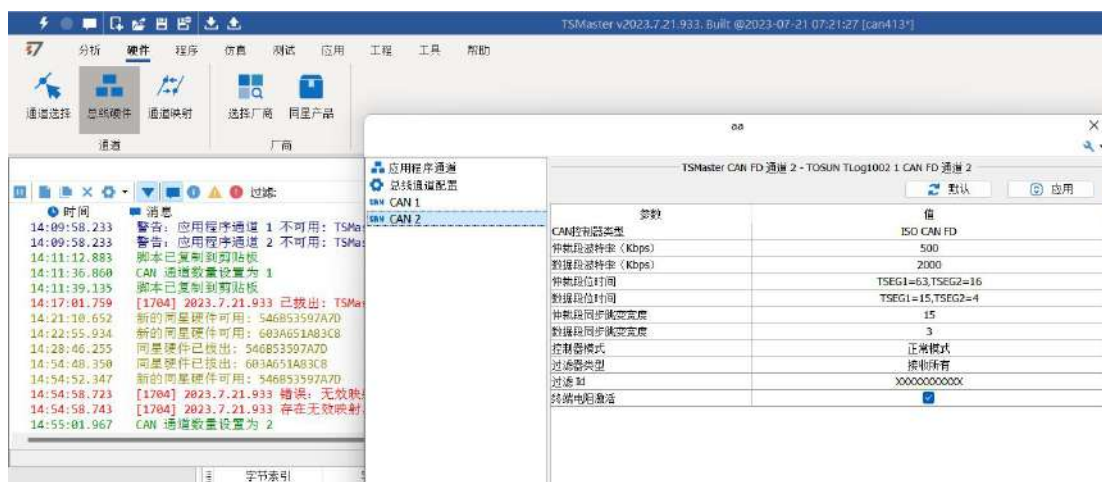 TSMaster v2023.7.21.933. Built @2023-07-21 07:21:27 [can413*]
分析 硬件 程序 仿真 测试 应用 工程 工具 帮助
通道选择 总线硬件 通道映射 选择厂商 同星产品
通道 厂商
aa
应用程序通道
总线通道配置
CAN 1
CAN 2
TSMaster CAN FD 通道 2 - TOSUN TLog1002 1 CAN FD 通道 2
默认 应用
参数 值
CAN控制器类型 ISO CAN FD
仲裁段波特率（Kbps） 500
数据段波特率（Kbps） 2000
仲裁段位时间 TSEG1=63,TSEG2=16
数据段位时间 TSEG1=15,TSEG2=4
仲裁段同步跳变宽度 15
数据段同步跳变宽度 3
控制器模式 正常模式
过滤器类型 接收所有
过滤 Id XXXXXXXXXXX
终端电阻激活
过滤:
时间 消息
14:09:58.233 警告: 应用程序通道 1 不可用: TSMa
14:09:58.233 警告: 应用程序通道 2 不可用: TSMa
14:11:12.883 脚本已复制到剪贴板
14:11:36.860 CAN 通道数量设置为 1
14:11:39.135 脚本已复制到剪贴板
14:17:01.759 [1704] 2023.7.21.933 已拔出: TSMa
14:21:10.652 新的同星硬件可用: 546B53597A7D
14:22:55.934 新的同星硬件可用: 603A651A83C8
14:28:46.255 同星硬件已拔出: 546B53597A7D
14:54:48.350 同星硬件已拔出: 603A651A83C8
14:54:52.347 新的同星硬件可用: 546B53597A7D
14:54:58.723 [1704] 2023.7.21.933 错误: 无效映
14:54:58.743 [1704] 2023.7.21.933 存在无效映射
14:55:01.967 CAN 通道数量设置为 2
字节索引